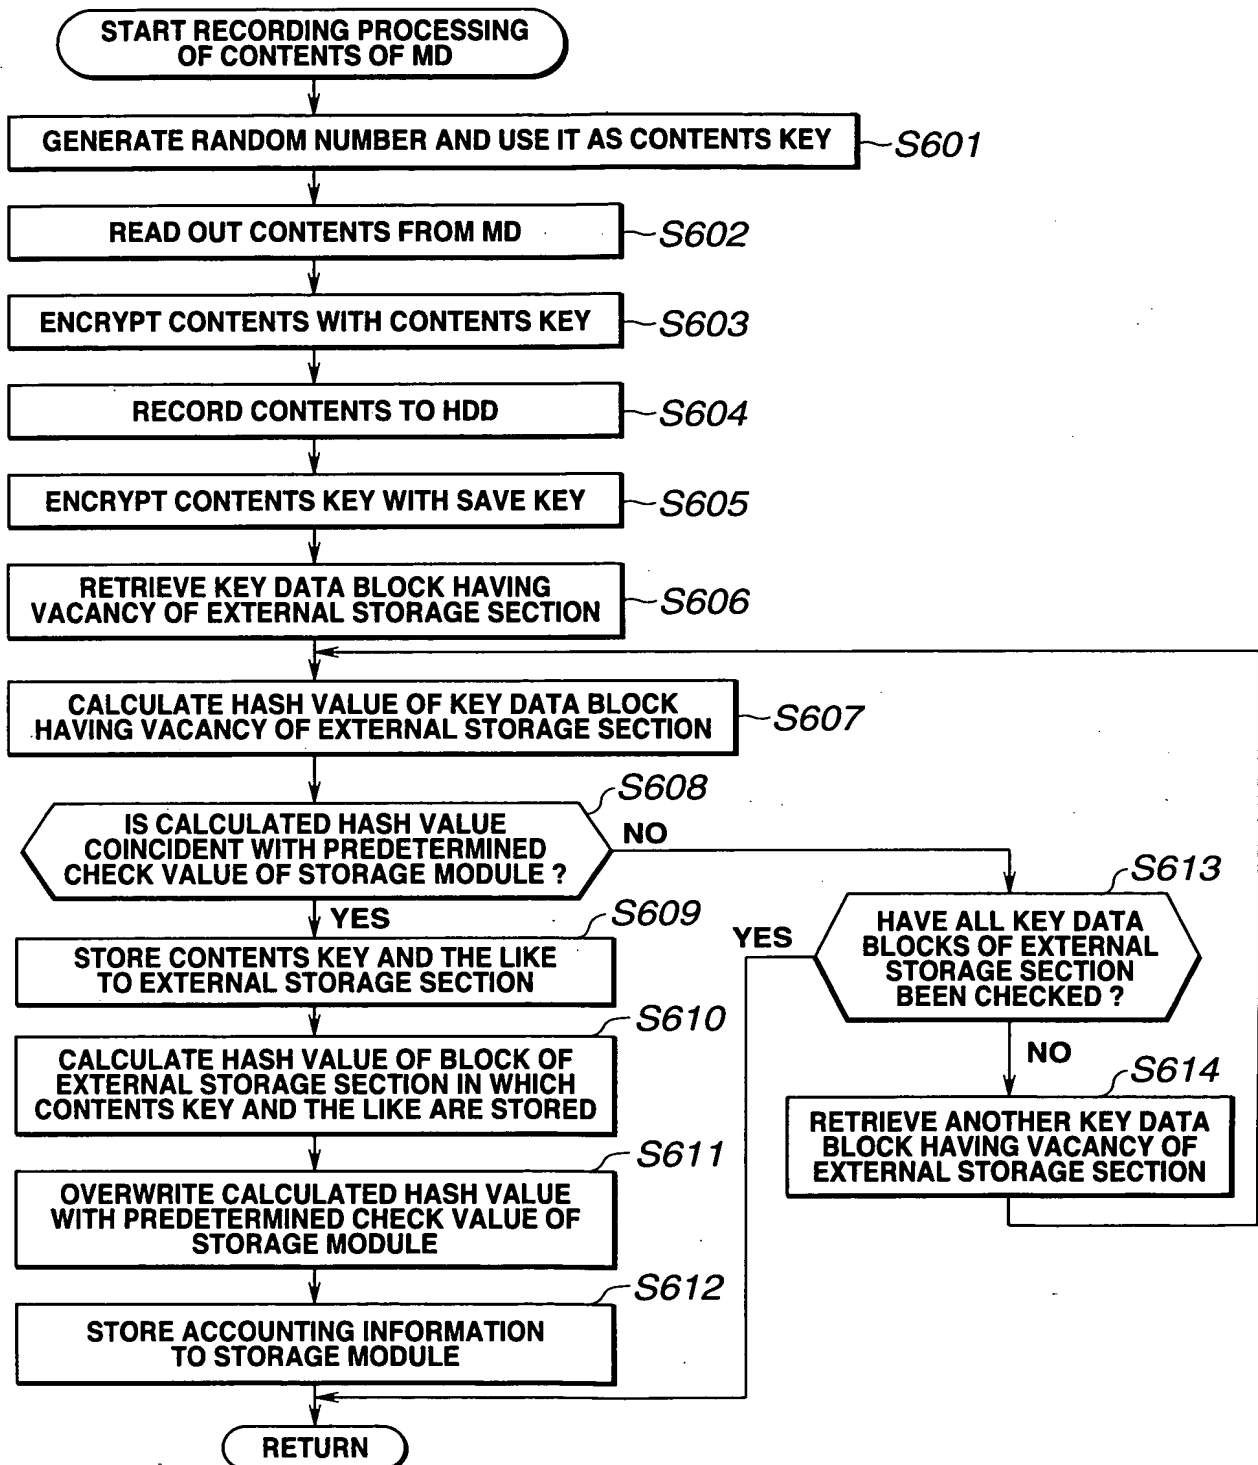 START RECORDING PROCESSING
OF CONTENTS OF MD
GENERATE RANDOM NUMBER AND USE IT AS CONTENTS KEY
S601
READ OUT CONTENTS FROM MD
S602
ENCRYPT CONTENTS WITH CONTENTS KEY
S603
RECORD CONTENTS TO HDD
S604
ENCRYPT CONTENTS KEY WITH SAVE KEY
S605
RETRIEVE KEY DATA BLOCK HAVING
VACANCY OF EXTERNAL STORAGE SECTION
S606
CALCULATE HASH VALUE OF KEY DATA BLOCK
HAVING VACANCY OF EXTERNAL STORAGE SECTION
S607
S608
IS CALCULATED HASH VALUE
COINCIDENT WITH PREDETERMINED
CHECK VALUE OF STORAGE MODULE ?
NO
YES
S609
STORE CONTENTS KEY AND THE LIKE
TO EXTERNAL STORAGE SECTION
S610
CALCULATE HASH VALUE OF BLOCK OF
EXTERNAL STORAGE SECTION IN WHICH
CONTENTS KEY AND THE LIKE ARE STORED
S611
OVERWRITE CALCULATED HASH VALUE
WITH PREDETERMINED CHECK VALUE OF
STORAGE MODULE
S612
STORE ACCOUNTING INFORMATION
TO STORAGE MODULE
S613
HAVE ALL KEY DATA
BLOCKS OF EXTERNAL
STORAGE SECTION
BEEN CHECKED ?
YES
NO
S614
RETRIEVE ANOTHER KEY DATA
BLOCK HAVING VACANCY OF
EXTERNAL STORAGE SECTION
RETURN